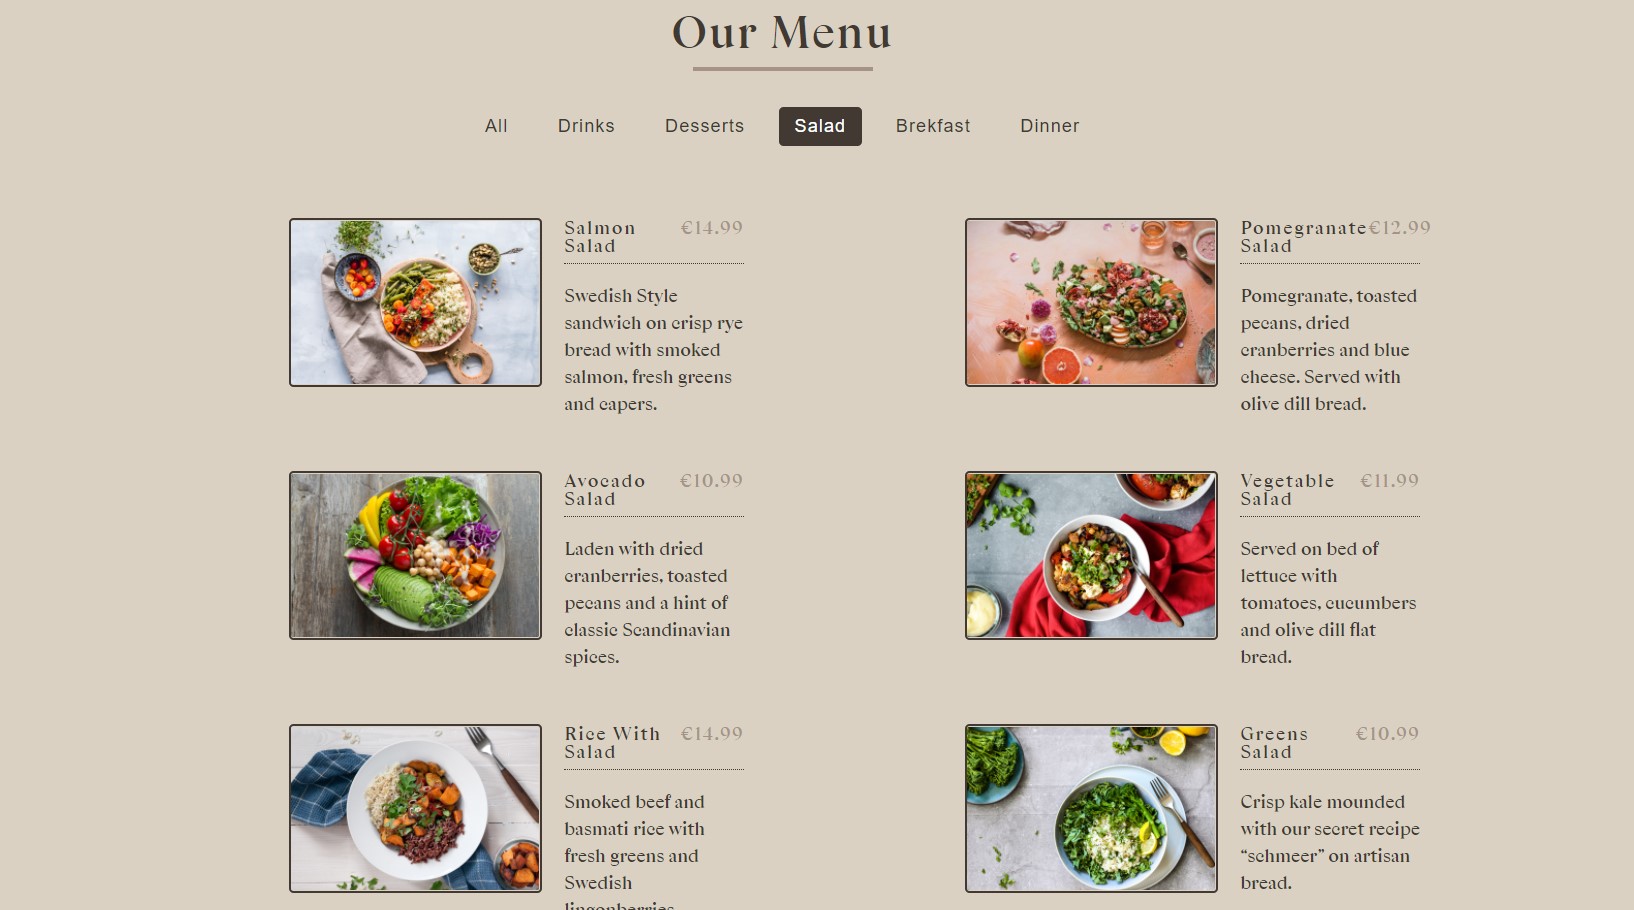 Our Menu
All Drinks Desserts Salad Brekfast Dinner
Salmon €14.99
Salad
Swedish Style
sandwich on crisp rye
bread with smoked
salmon, fresh greens
and capers.
Pomegranate €12.99
Salad
Pomegranate, toasted
pecans, dried
cranberries and blue
cheese. Served with
olive dill bread.
Avocado €10.99
Salad
Laden with dried
cranberries, toasted
pecans and a hint of
classic Scandinavian
spices.
Vegetable €11.99
Salad
Served on bed of
lettuce with
tomatoes, cucumbers
and olive dill flat
bread.
Rice With €14.99
Salad
Smoked beef and
basmati rice with
fresh greens and
Swedish
lingonberries
Greens €10.99
Salad
Crisp kale mounded
with our secret recipe
“schmeer” on artisan
bread.